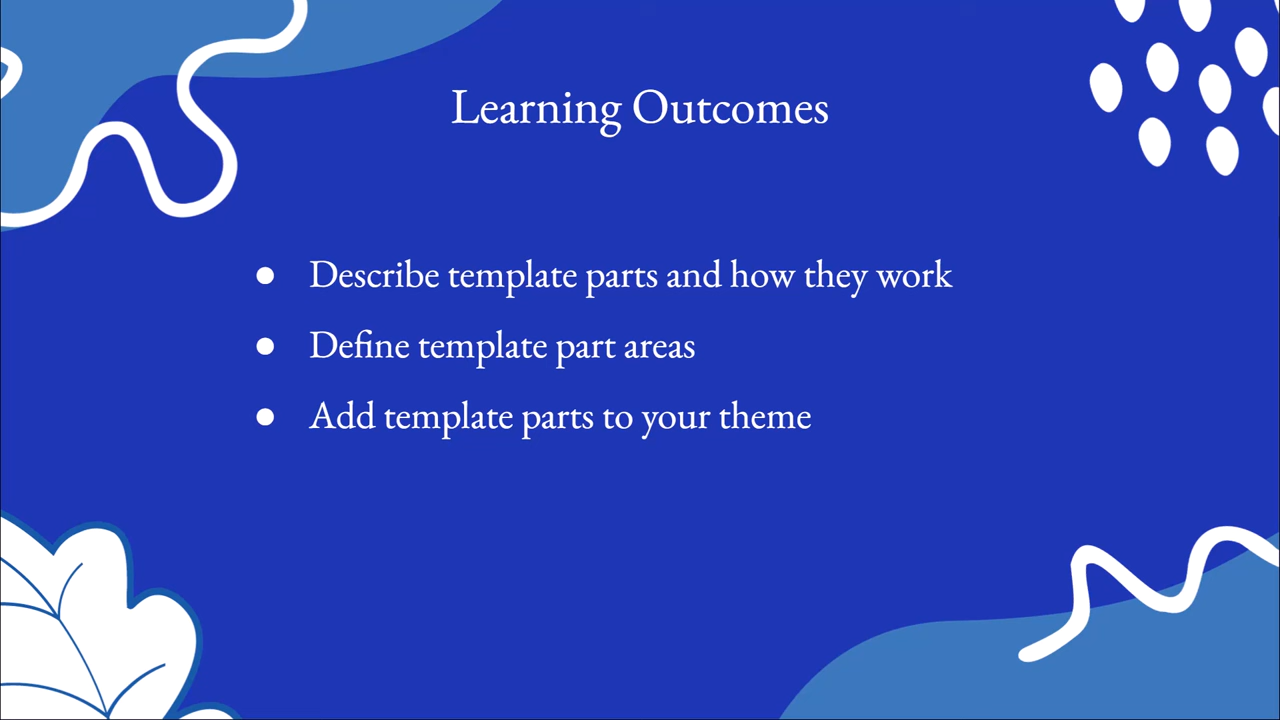 Learning Outcomes
● Describe template parts and how they work
● Define template part areas
● Add template parts to your theme